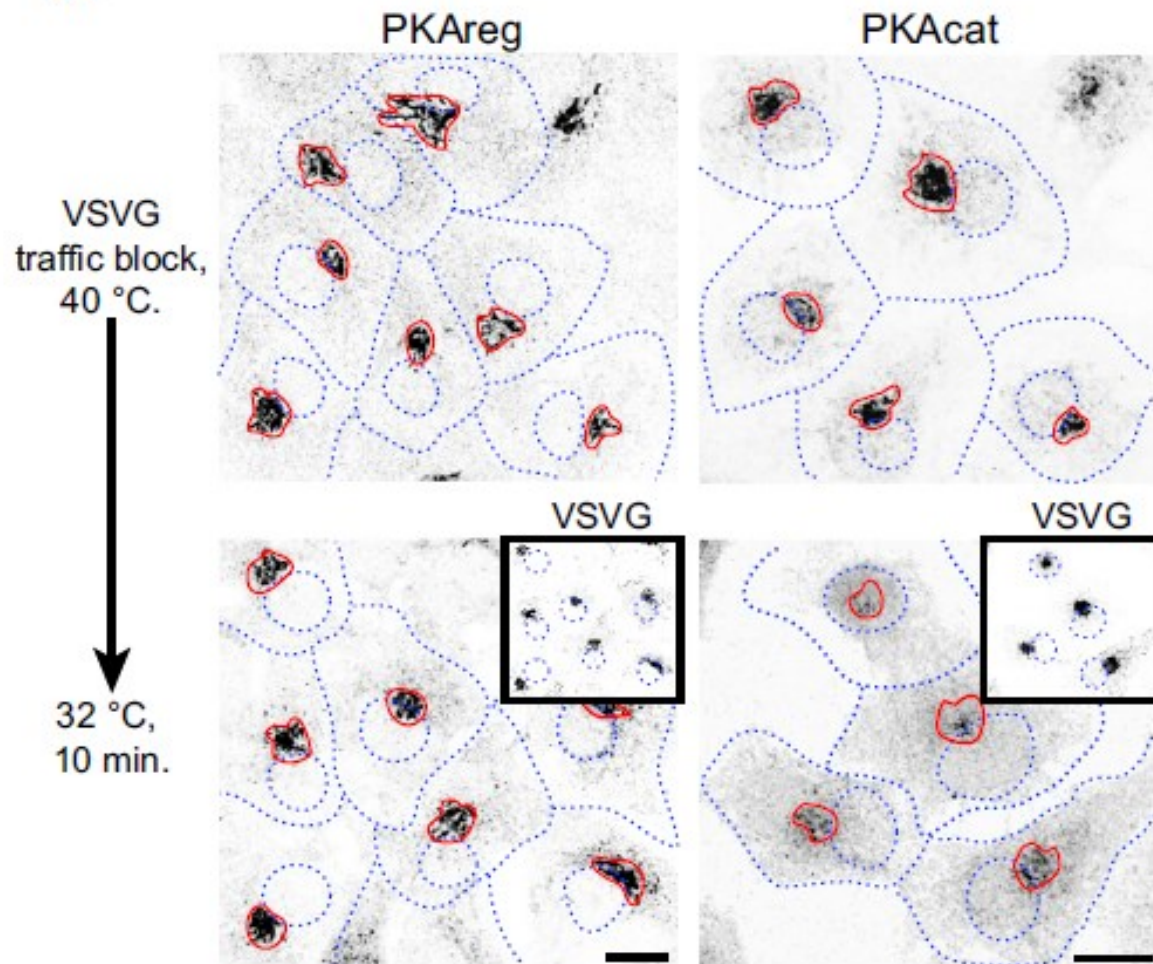 PKAreg
PKAcat
VSVG
traffic block,
40 °C.
VSVG
VSVG
32 °C,
10 min.